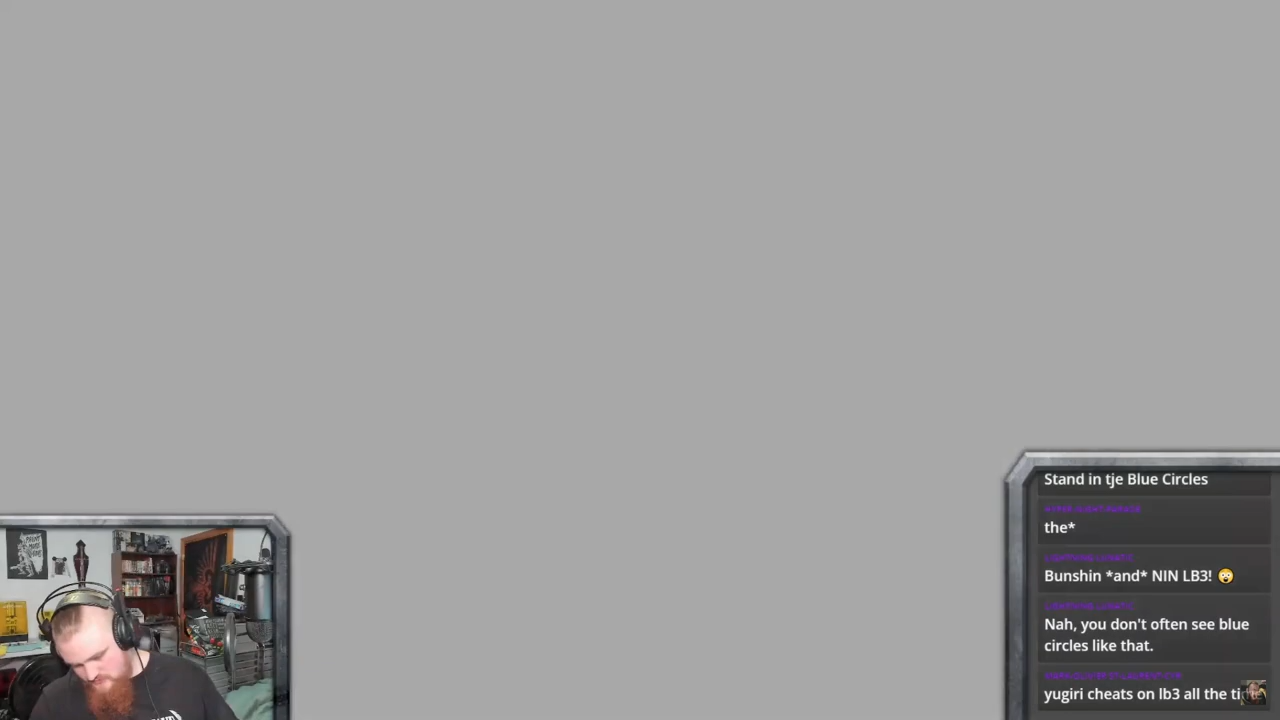 Stand in tje Blue Circles
the*
Bunshin *and* NIN LB3! 😳
Nah, you don't often see blue
circles like that.
yugiri cheats on lb3 all the